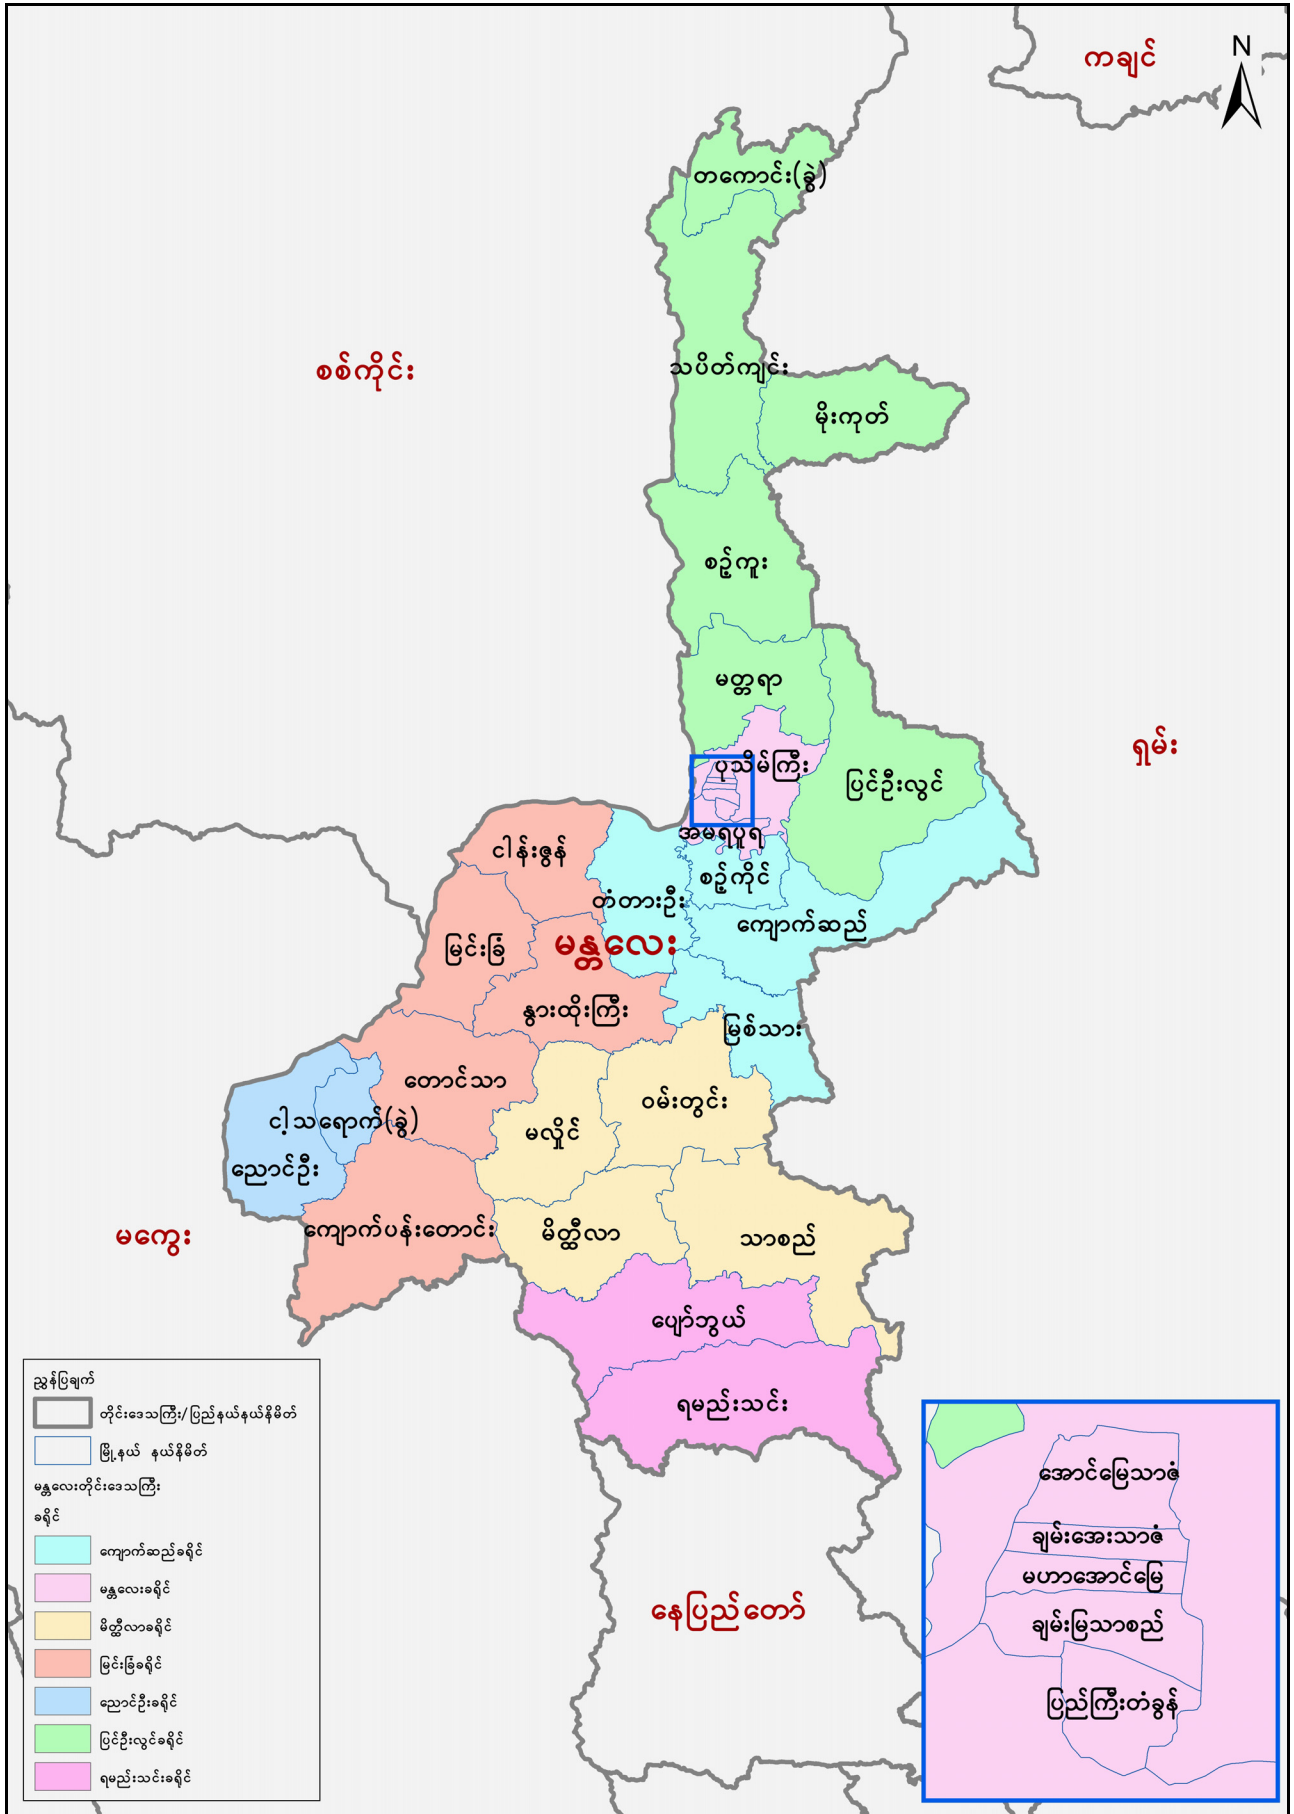 ကချင်
N
တကောင်း(ခွဲ)
စစ်ကိုင်း
သပိတ်ကျင်း
မိုးကုတ်
စဉ့်ကူး
မတ္တရာ
ရှမ်း
ပုသိမ်ကြီး
ပြင်ဦးလွင်
အမရပူရ
ငါန်းဇွန်
စဉ့်ကိုင်
တံတားဦး
ကျောက်ဆည်
မြင်းခြံ
မန္တလေး
နွားထိုးကြီး
မြစ်သား
တောင်သာ
ဝမ်းတွင်း
ငါ့သရောက်(ခွဲ)
မလှိုင်
ညောင်ဦး
ကျောက်ပန်းတောင်း
မိတ္ထီလာ
သာစည်
မကွေး
ပျော်ဘွယ်
ရမည်းသင်း
နေပြည်တော်
ညွှန်ပြချက်
တိုင်းဒေသကြီး/ပြည်နယ်နယ်နိမိတ်
မြို့နယ် နယ်နိမိတ်
မန္တလေးတိုင်းဒေသကြီး
ခရိုင်
ကျောက်ဆည်ခရိုင်
မန္တလေးခရိုင်
မိတ္ထီလာခရိုင်
မြင်းခြံခရိုင်
ညောင်ဦးခရိုင်
ပြင်ဦးလွင်ခရိုင်
ရမည်းသင်းခရိုင်
အောင်မြေသာဇံ
ချမ်းအေးသာဇံ
မဟာအောင်မြေ
ချမ်းမြသာစည်
ပြည်ကြီးတံခွန်